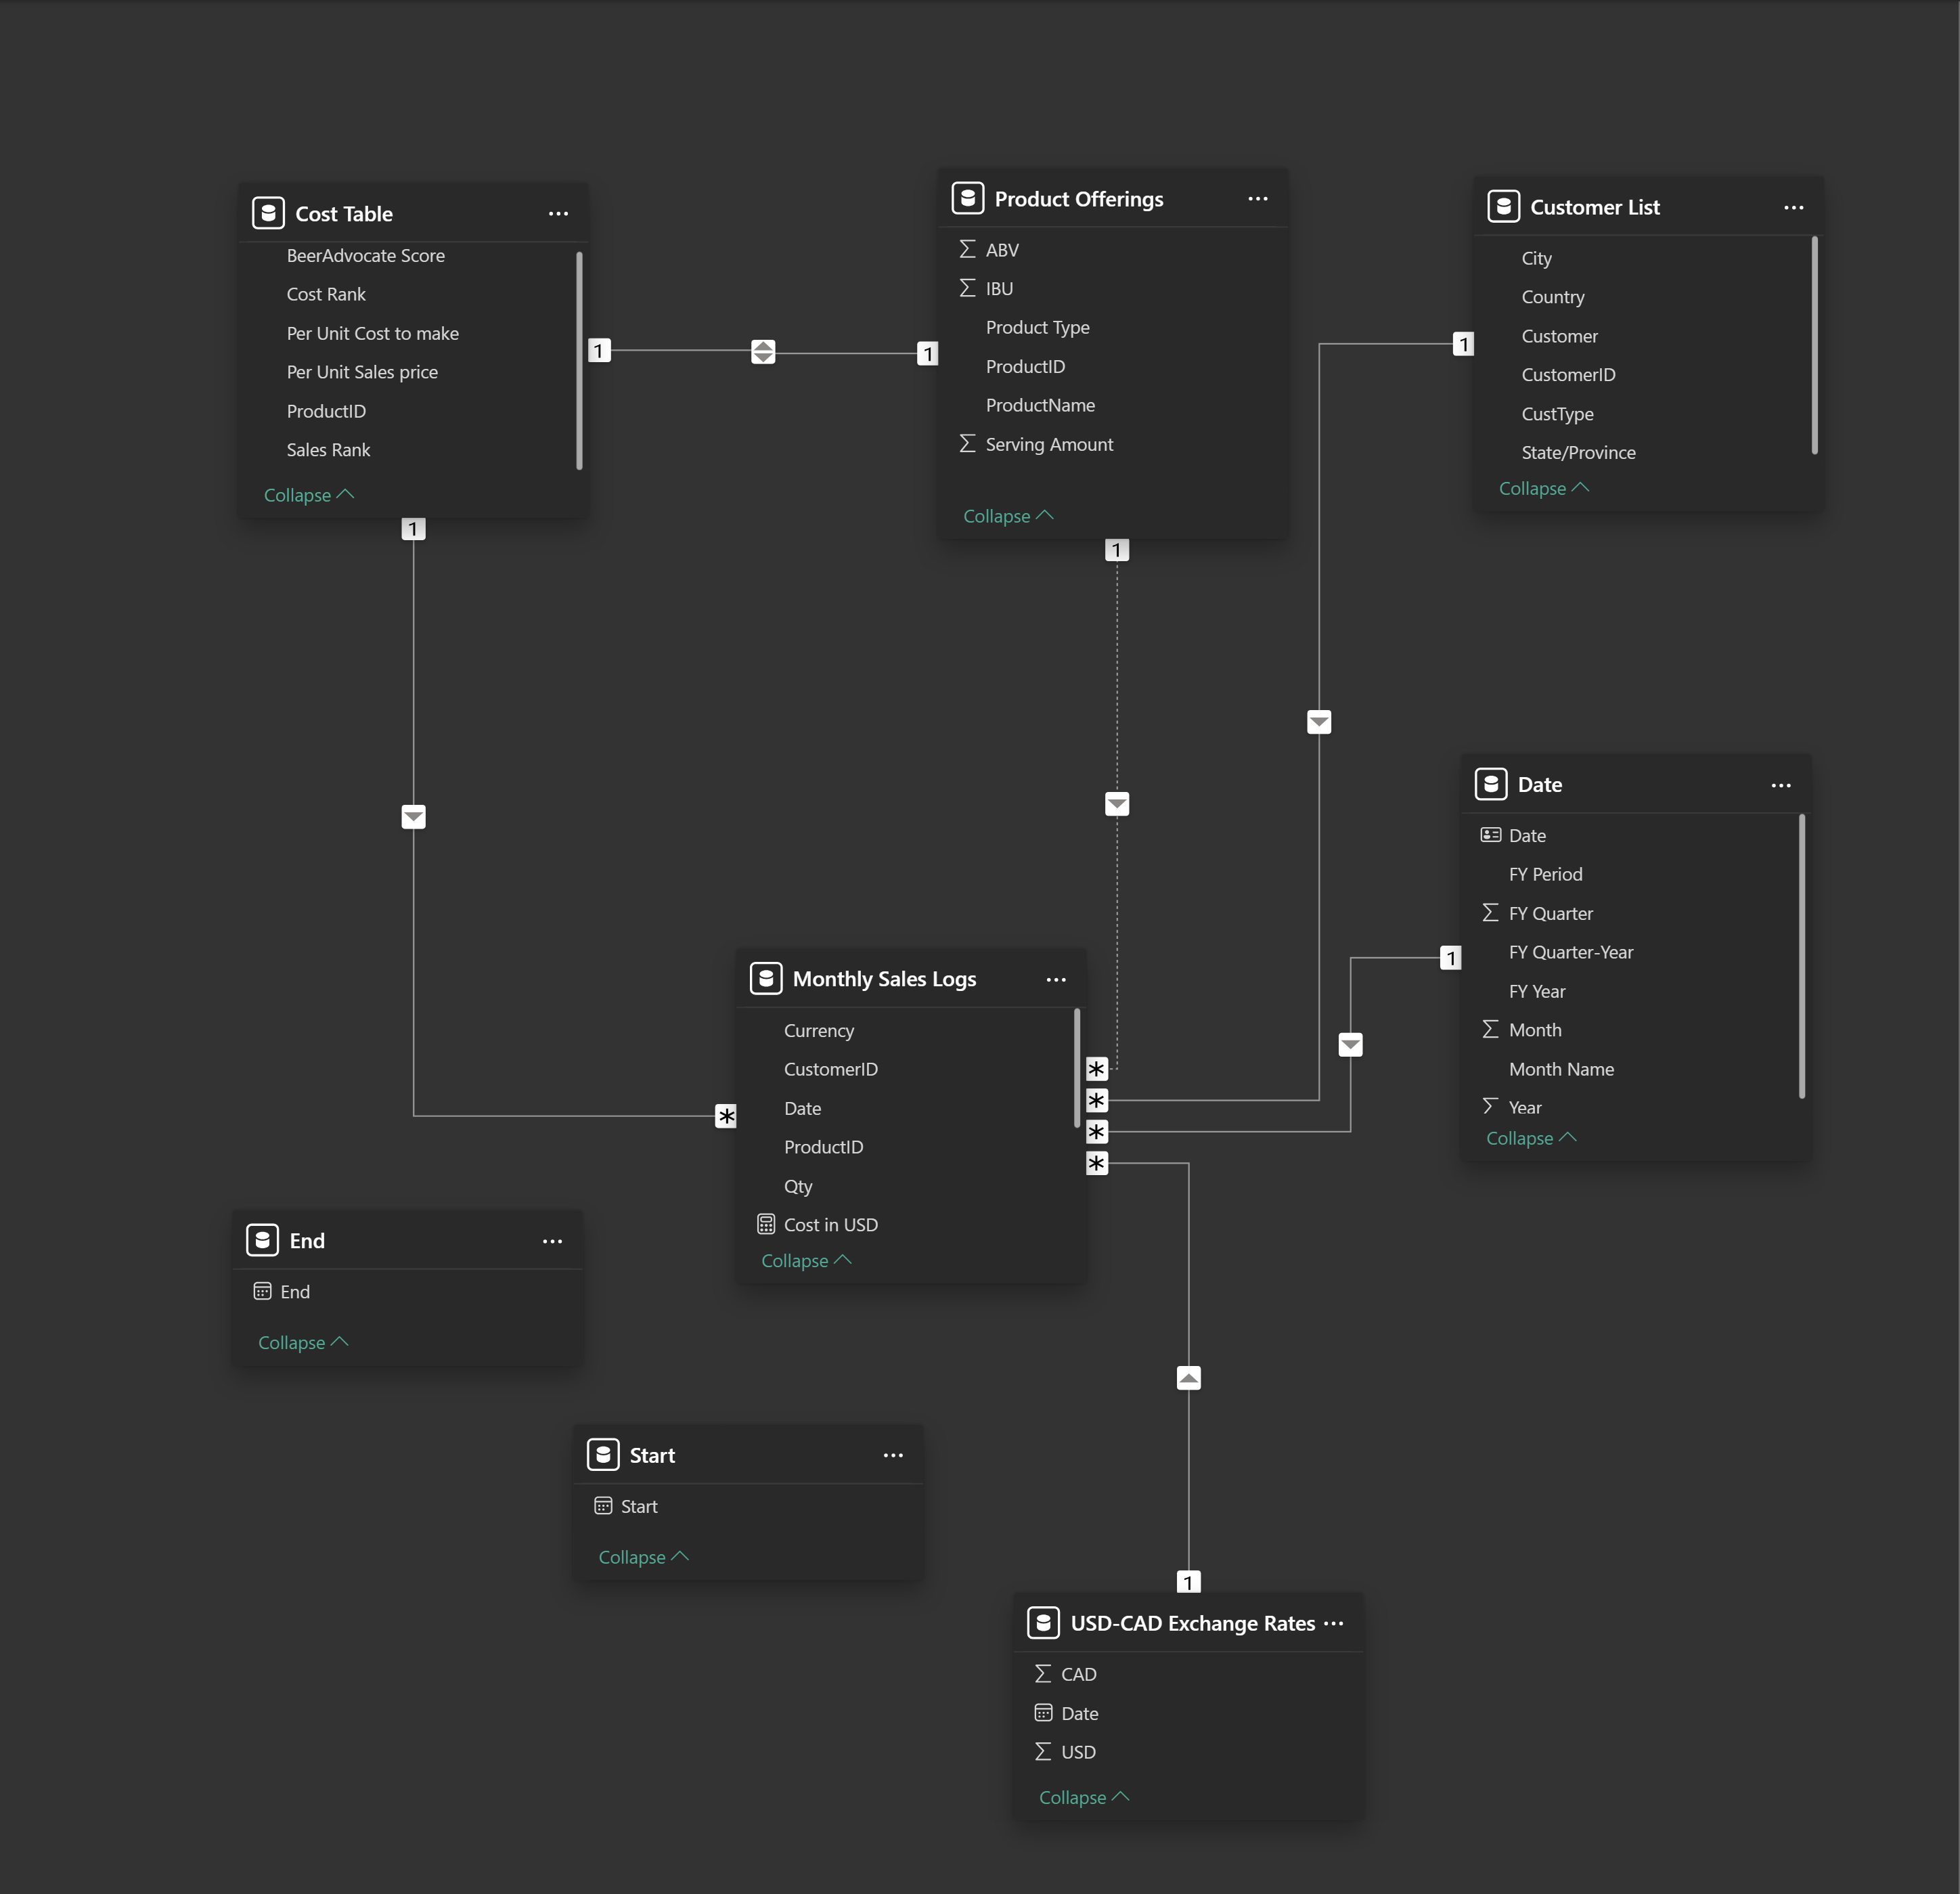 Cost Table
BeerAdvocate Score
Cost Rank
Per Unit Cost to make
Per Unit Sales price
ProductID
Sales Rank
Collapse
1
1
1
Product Offerings
ABV
IBU
Product Type
ProductID
ProductName
Serving Amount
Collapse
1
Customer List
City
Country
Customer
CustomerID
CustType
State/Province
Collapse
1
Date
Date
FY Period
FY Quarter
FY Quarter-Year
FY Year
Month
Month Name
Year
Collapse
1
Monthly Sales Logs
Currency
CustomerID
Date
ProductID
Qty
Cost in USD
Collapse
*
*
*
*
*
End
End
Collapse
Start
Start
Collapse
1
USD-CAD Exchange Rates
CAD
Date
USD
Collapse